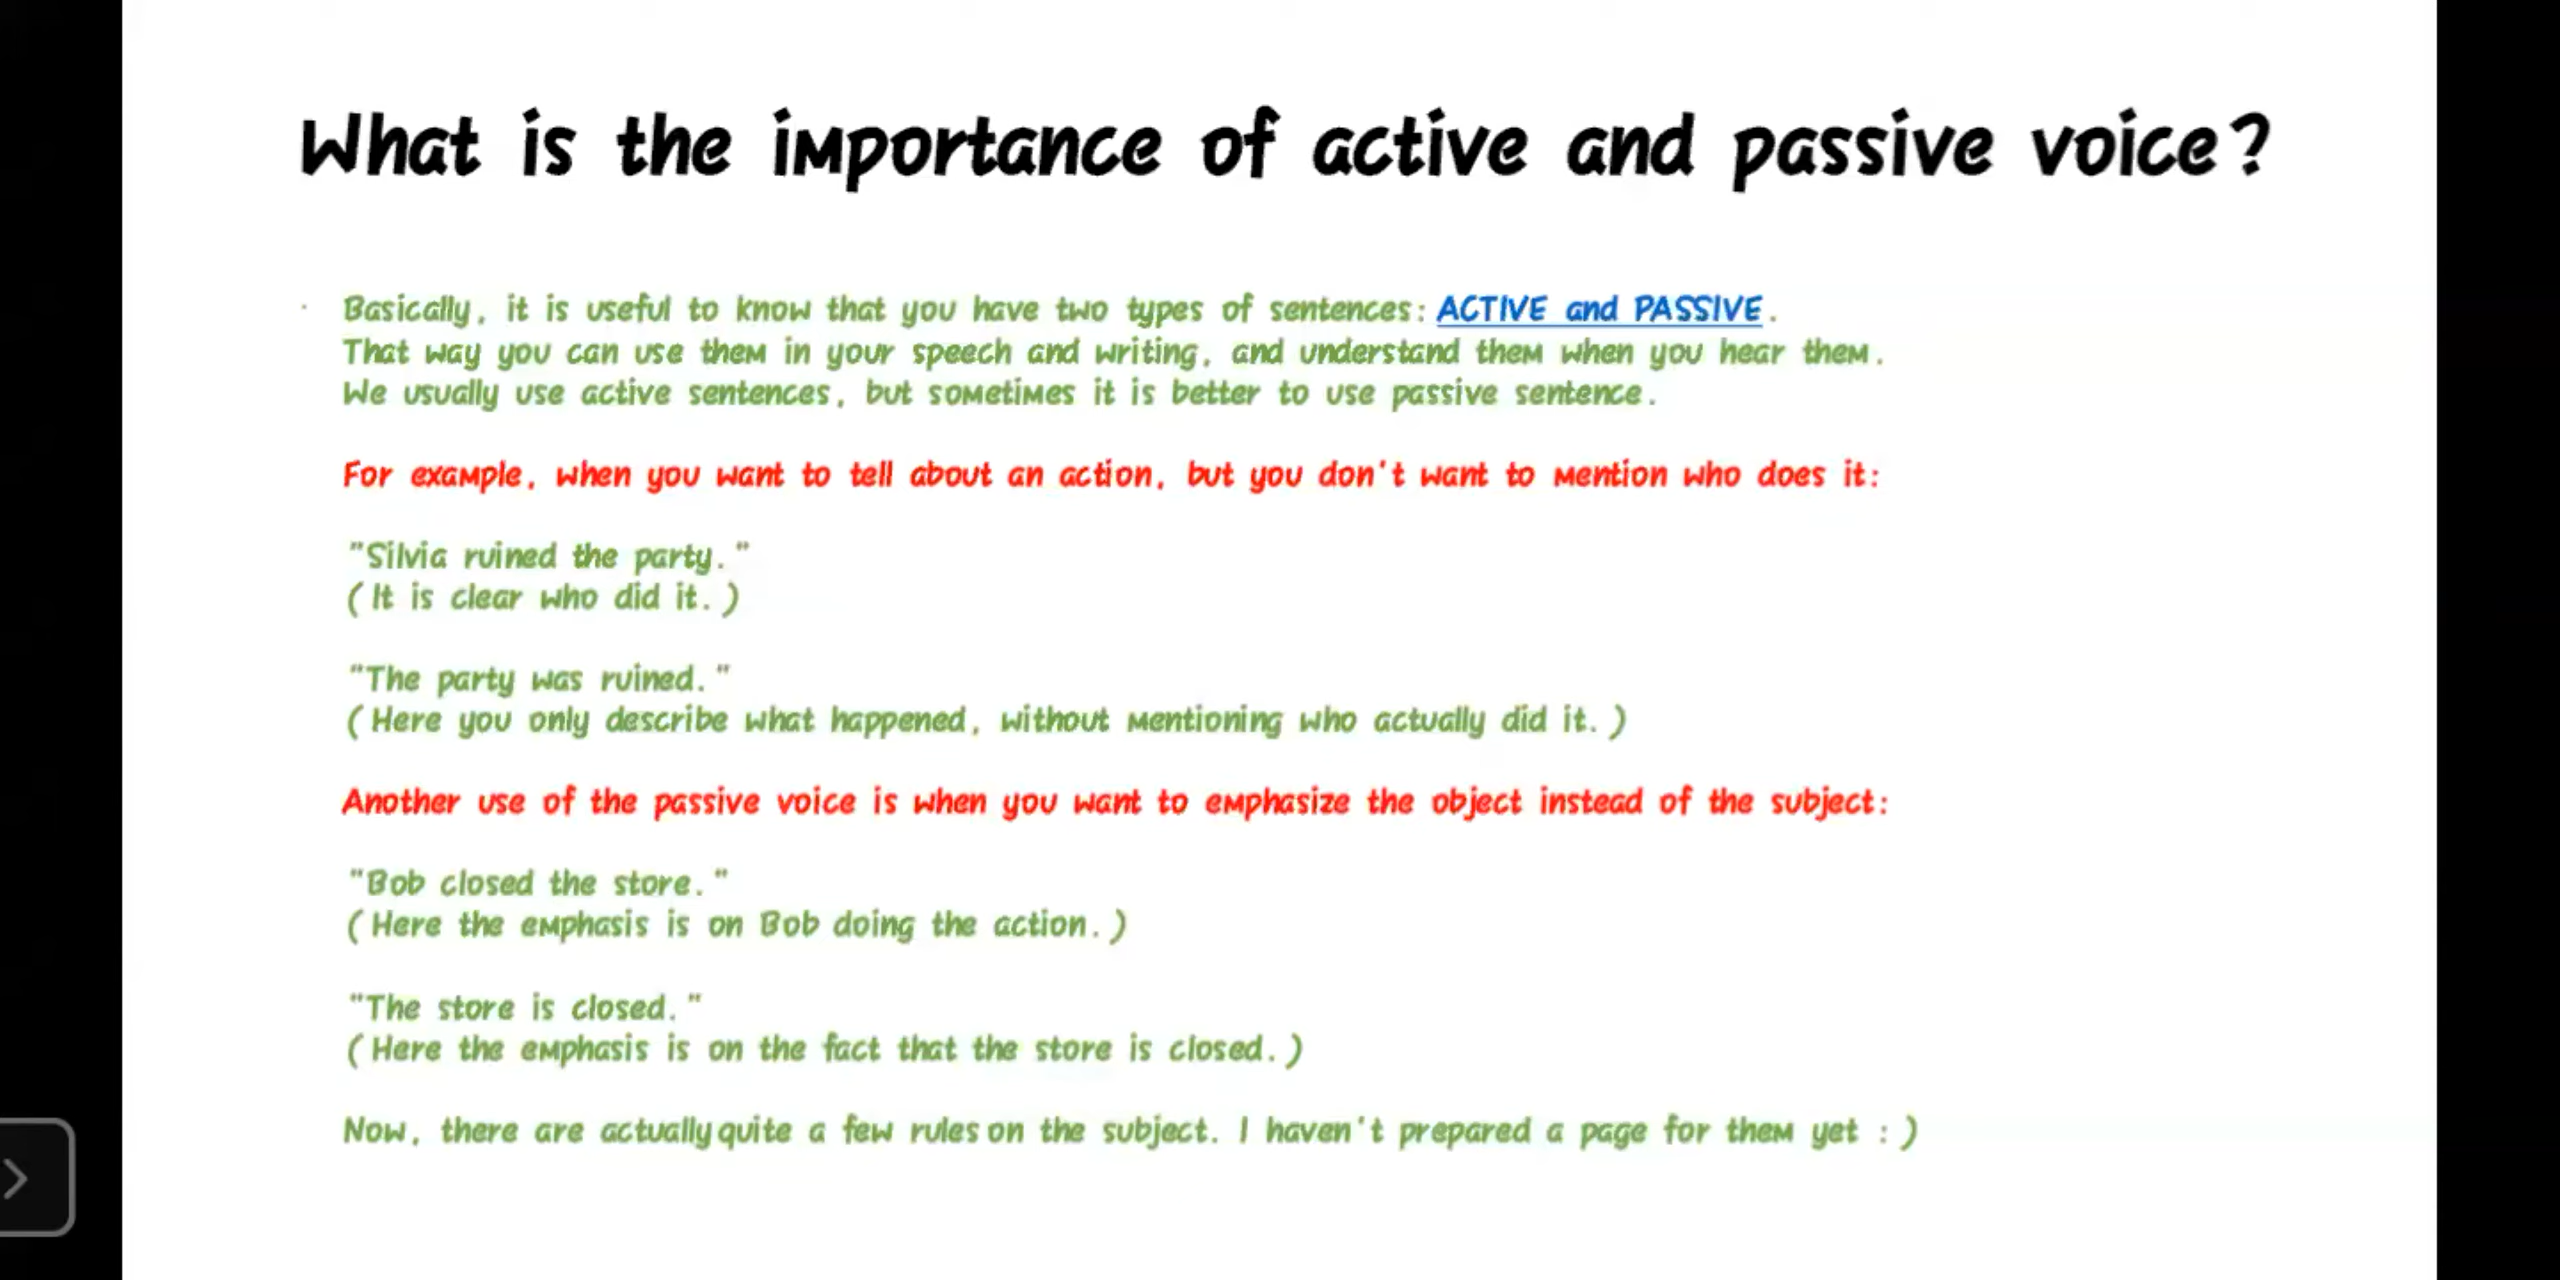 What is the importance of active and passive voice?
· Basically, it is useful to know that you have two types of sentences: ACTIVE and PASSIVE.
That way you can use them in your speech and writing, and understand them when you hear them.
We usually use active sentences, but sometimes it is better to use passive sentence.
For example, when you want to tell about an action, but you don't want to mention who does it:
"Silvia ruined the party."
(It is clear who did it.)
"The party was ruined."
(Here you only describe what happened, without mentioning who actually did it.)
Another use of the passive voice is when you want to emphasize the object instead of the subject:
"Bob closed the store."
(Here the emphasis is on Bob doing the action.)
"The store is closed."
(Here the emphasis is on the fact that the store is closed.)
Now, there are actually quite a few rules on the subject. I haven't prepared a page for them yet :)